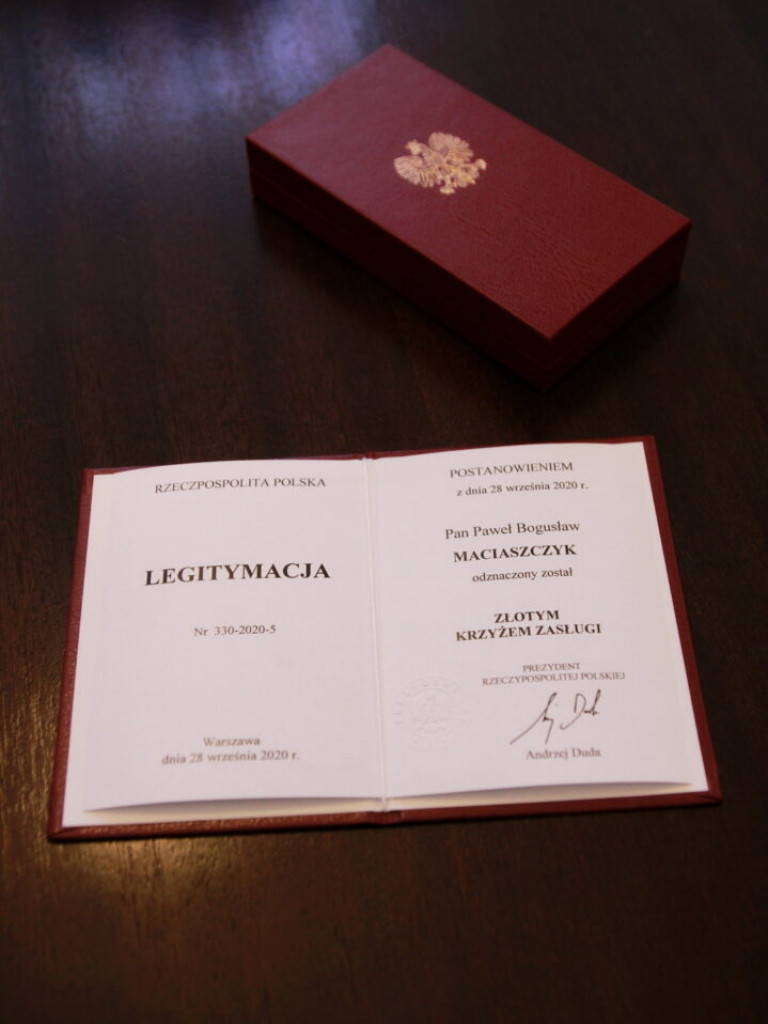 RZECZPOSPOLITA POLSKA
LEGITYMACJA
Nr 330-2020-5
Warszawa
dnia 28 września 2020 r.
POSTANOWIENIEM
z dnia 28 września 2020 r.
Pan Paweł Bogusław
MACIASZCZYK
odznaczony został
ZŁOTYM
KRZYŻEM ZASŁUGI
PREZYDENT
RZECZYPOSPOLITEJ POLSKIEJ
Andrzej Duda